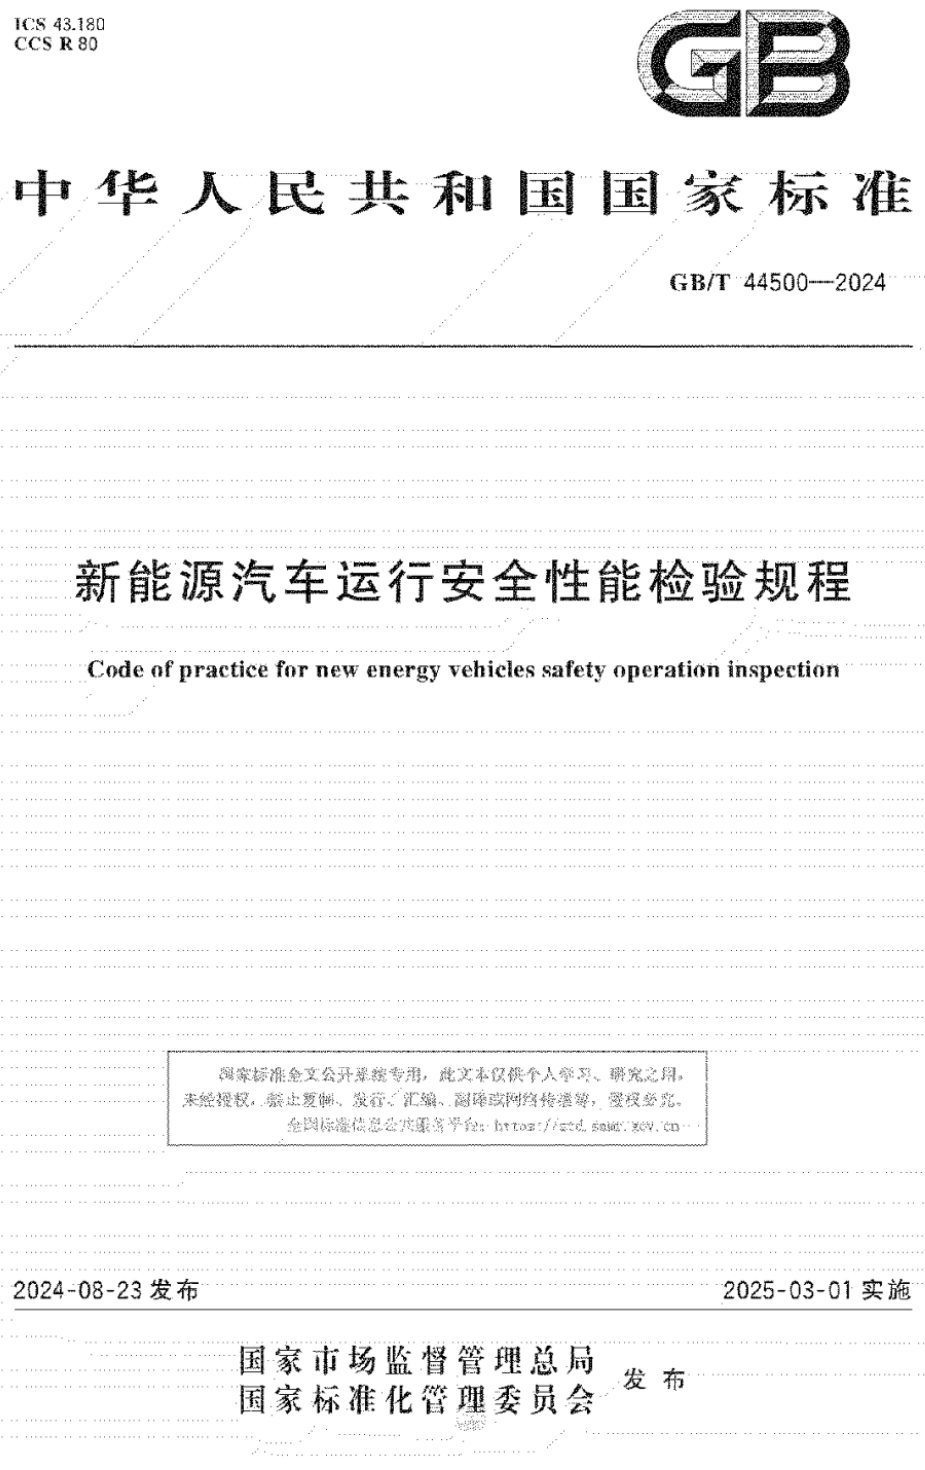 ICS 43.180
CCS R 80
GB
中华人民共和国国家标准
GB/T 44500—2024
新能源汽车运行安全性能检验规程
Code of practice for new energy vehicles safety operation inspection
国家标准全文公开系统专用，此文本仅供个人学习、研究之用，
未经授权，禁止复制、发行、汇编、翻译或网络传播等，侵权必究。
全国标准信息公共服务平台：https://std.samr.gov.cn
2024-08-23 发布
2025-03-01 实施
国家市场监督管理总局
国家标准化管理委员会
发布